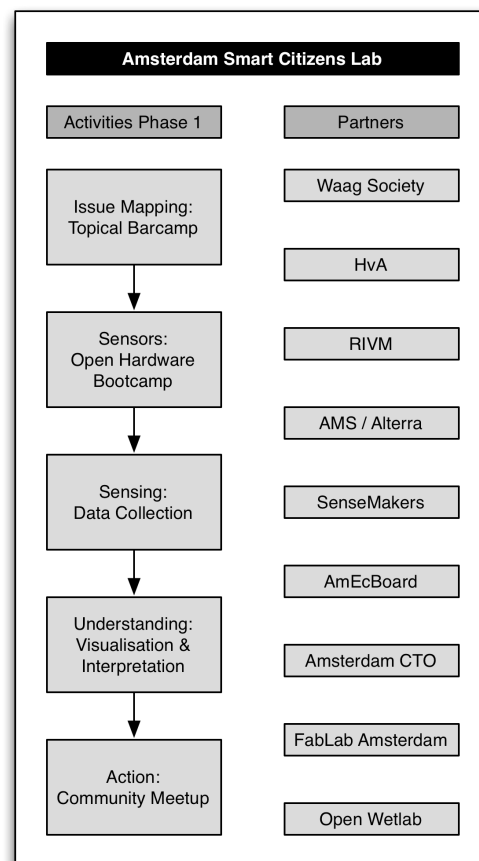 Amsterdam Smart Citizens Lab
Activities Phase 1
Partners
Issue Mapping:
Topical Barcamp
Sensors:
Open Hardware
Bootcamp
Sensing:
Data Collection
Understanding:
Visualisation &
Interpretation
Action:
Community Meetup
Waag Society
HvA
RIVM
AMS / Alterra
SenseMakers
AmEcBoard
Amsterdam CTO
FabLab Amsterdam
Open Wetlab